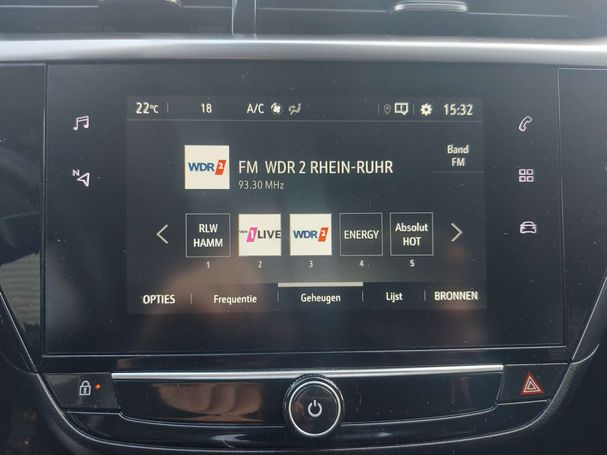 22°C 18 A/C 15:32
WDR 2
FM WDR 2 RHEIN-RUHR
93.30 MHz
Band
FM
N
RLW
HAMM
1LIVE
WDR 2
ENERGY
Absolut
HOT
1 2 3 4 5
OPTIES Frequentie Geheugen Lijst BRONNEN